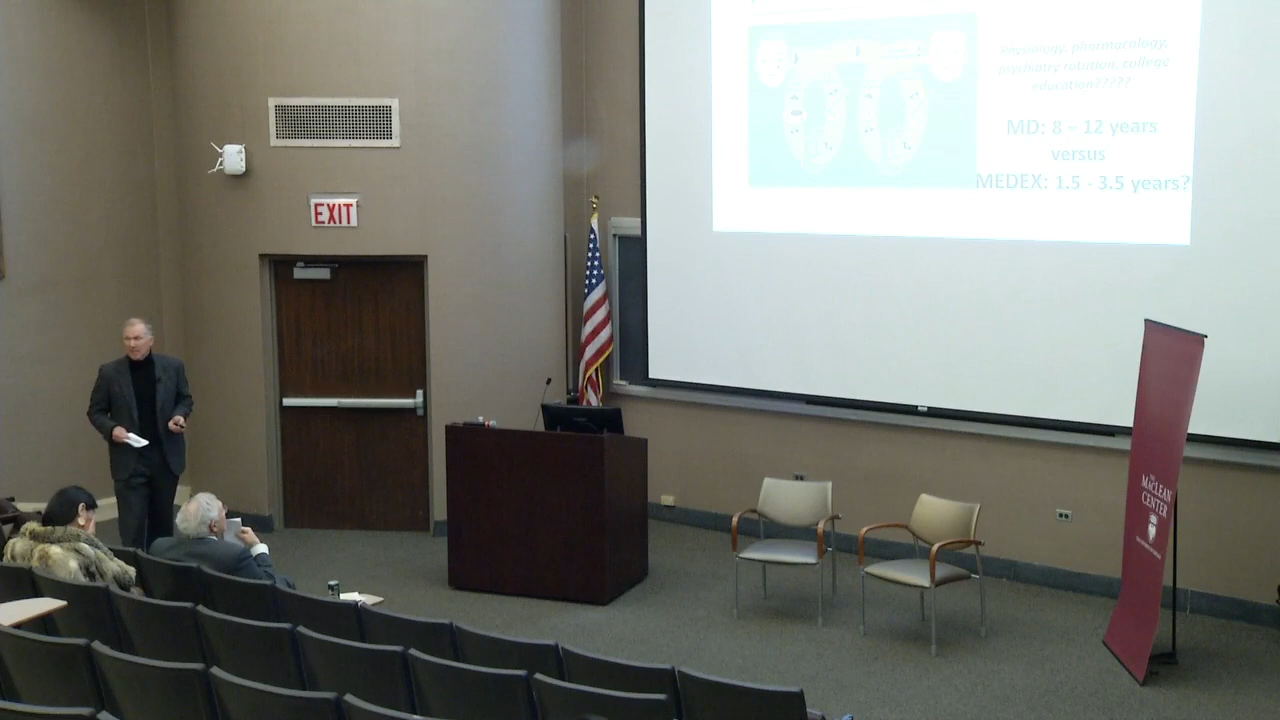 Physiology, pharmacology,
psychiatry rotation, college
education?????
MD: 8 – 12 years
versus
MEDEX: 1.5 - 3.5 years?
EXIT
THE
MACLEAN
CENTER